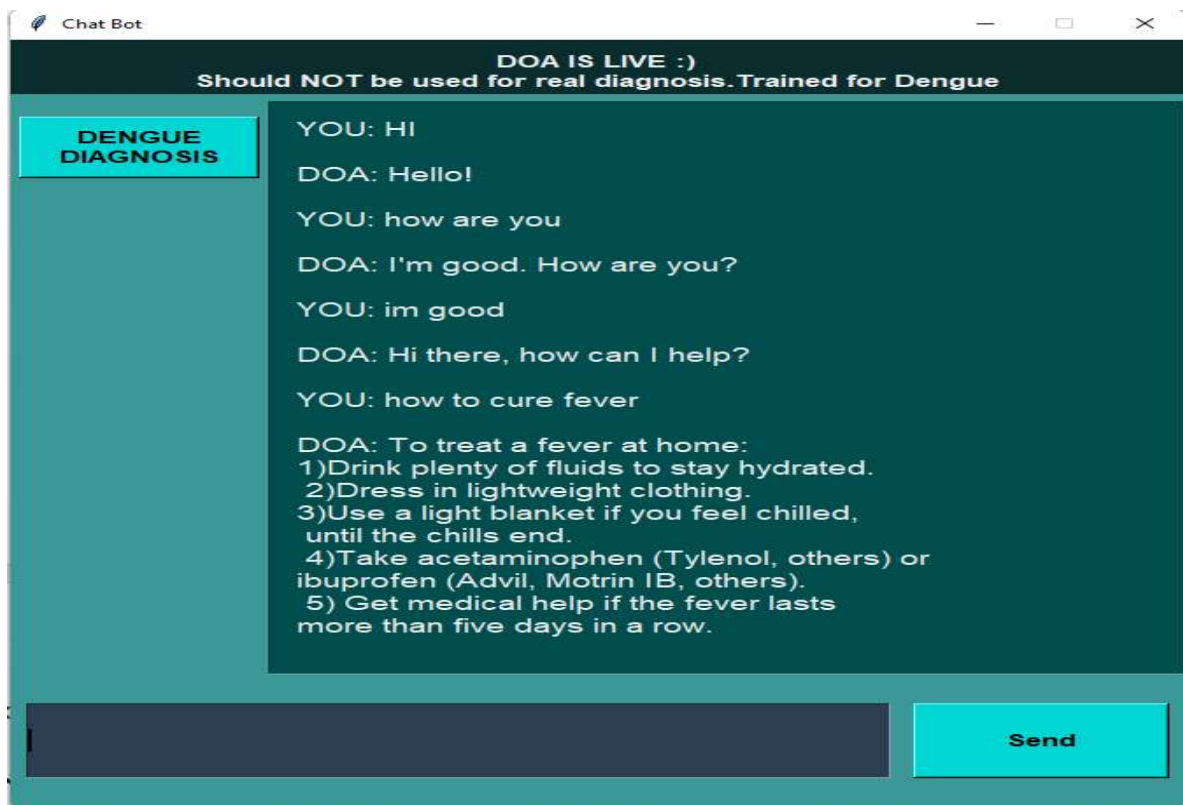 Chat Bot
DOA IS LIVE :)
Should NOT be used for real diagnosis.Trained for Dengue
DENGUE
DIAGNOSIS
YOU: HI
DOA: Hello!
YOU: how are you
DOA: I'm good. How are you?
YOU: im good
DOA: Hi there, how can I help?
YOU: how to cure fever
DOA: To treat a fever at home:
1)Drink plenty of fluids to stay hydrated.
2)Dress in lightweight clothing.
3)Use a light blanket if you feel chilled,
until the chills end.
4)Take acetaminophen (Tylenol, others) or
ibuprofen (Advil, Motrin IB, others).
5) Get medical help if the fever lasts
more than five days in a row.
Send